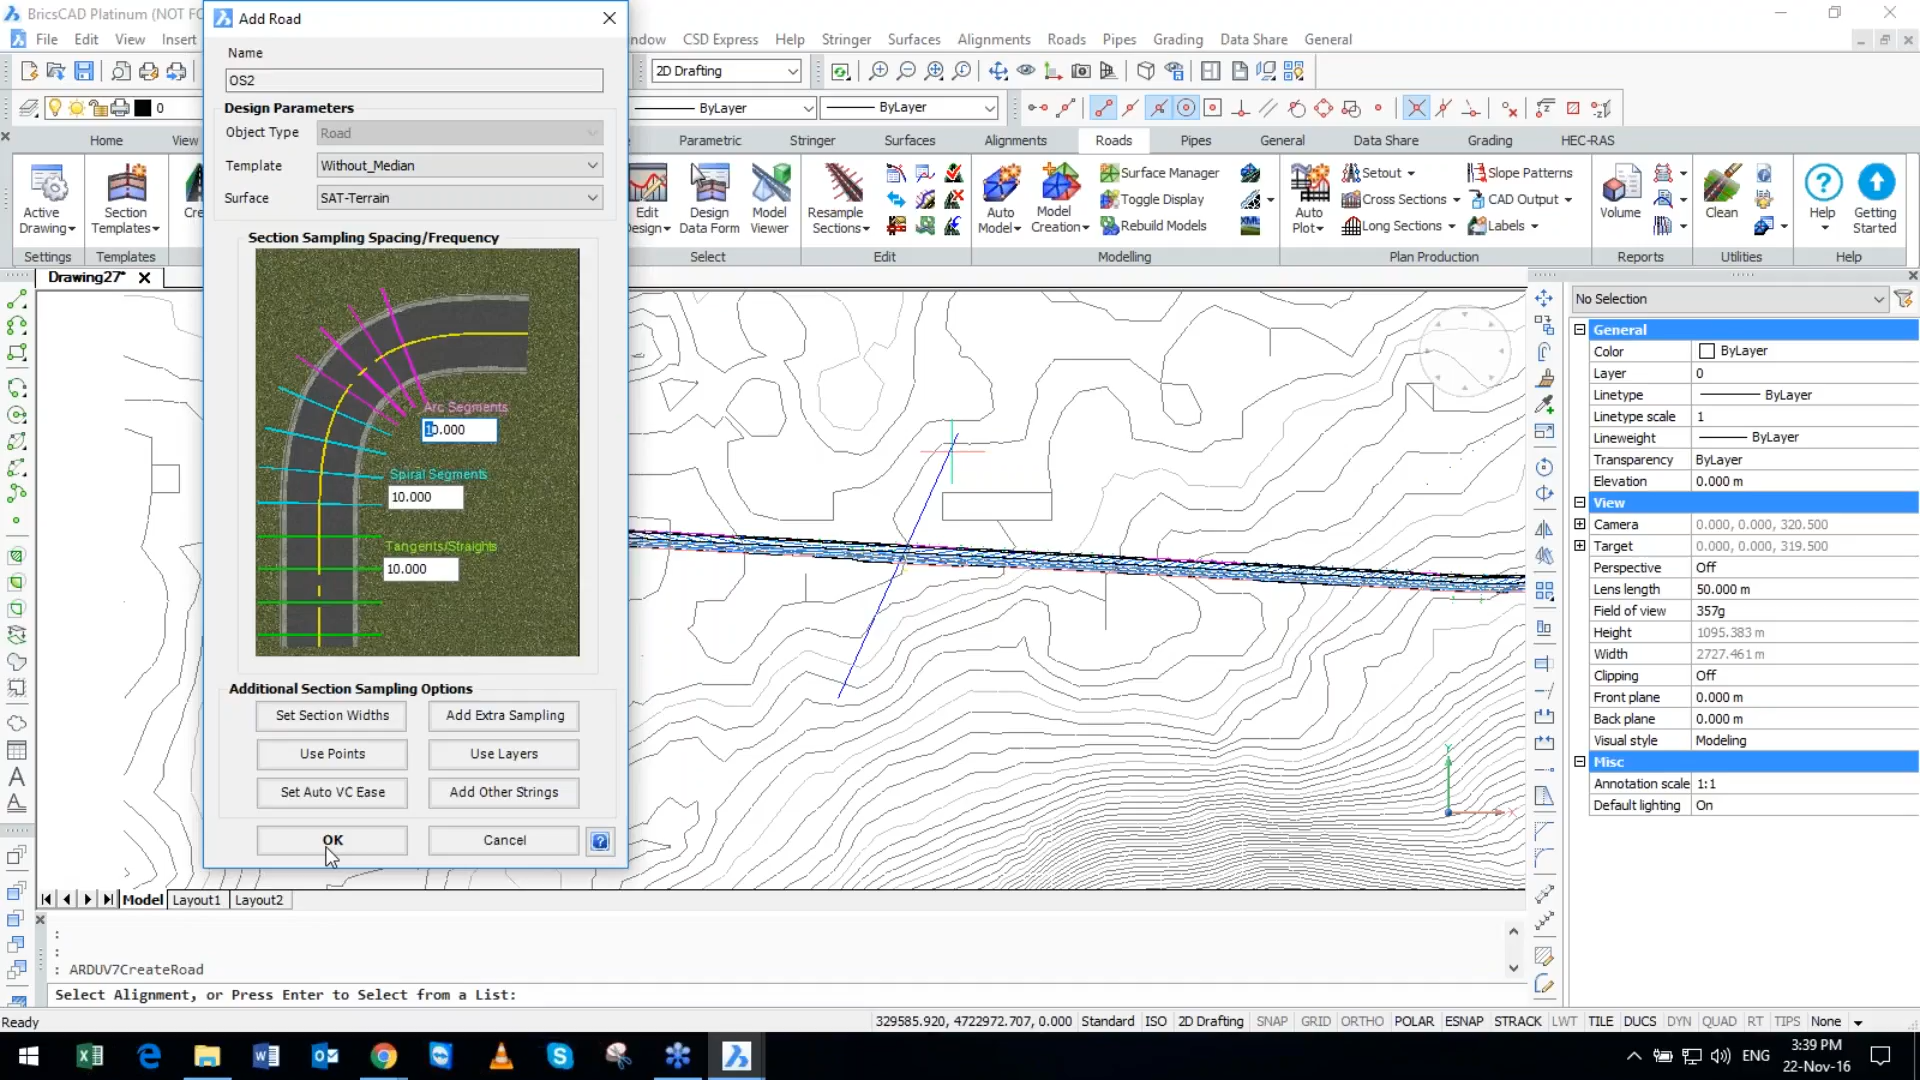 BricsCAD Platinum (NOT FO
Add Road
File Edit View Insert
ndow CSD Express Help Stringer Surfaces Alignments Roads Pipes Grading Data Share General
Name
OS2
2D Drafting
0
ByLayer
ByLayer
Design Parameters
Object Type Road
Template Without_Median
Surface SAT-Terrain
Home View
Parametric Stringer Surfaces Alignments Roads Pipes General Data Share Grading HEC-RAS
Active Drawing
Section Templates
Cre
Edit Design
Design Data Form
Model Viewer
Resample Sections
Auto Model
Model Creation
Surface Manager
Toggle Display
Rebuild Models
Auto Plot
Setout
Cross Sections
Long Sections
Slope Patterns
CAD Output
Labels
Volume
Clean
Help
Getting Started
Settings Templates
Select Edit Modelling Plan Production Reports Utilities Help
Drawing27*
Section Sampling Spacing/Frequency
Arc Segments
10.000
Spiral Segments
10.000
Tangents/Straights
10.000
Additional Section Sampling Options
Set Section Widths Add Extra Sampling
Use Points Use Layers
Set Auto VC Ease Add Other Strings
OK Cancel
Y
X
No Selection
General
Color ByLayer
Layer 0
Linetype ByLayer
Linetype scale 1
Lineweight ByLayer
Transparency ByLayer
Elevation 0.000 m
View
Camera 0.000, 0.000, 320.500
Target 0.000, 0.000, 319.500
Perspective Off
Lens length 50.000 m
Field of view 357g
Height 1095.383 m
Width 2727.461 m
Clipping Off
Front plane 0.000 m
Back plane 0.000 m
Visual style Modeling
Misc
Annotation scale 1:1
Default lighting On
Model Layout1 Layout2
:
:
: ARDUV7CreateRoad
Select Alignment, or Press Enter to Select from a List:
Ready
329585.920, 4722972.707, 0.000 Standard ISO 2D Drafting SNAP GRID ORTHO POLAR ESNAP STRACK LWT TILE DUCS DYN QUAD RT TIPS None
ENG
3:39 PM
22-Nov-16